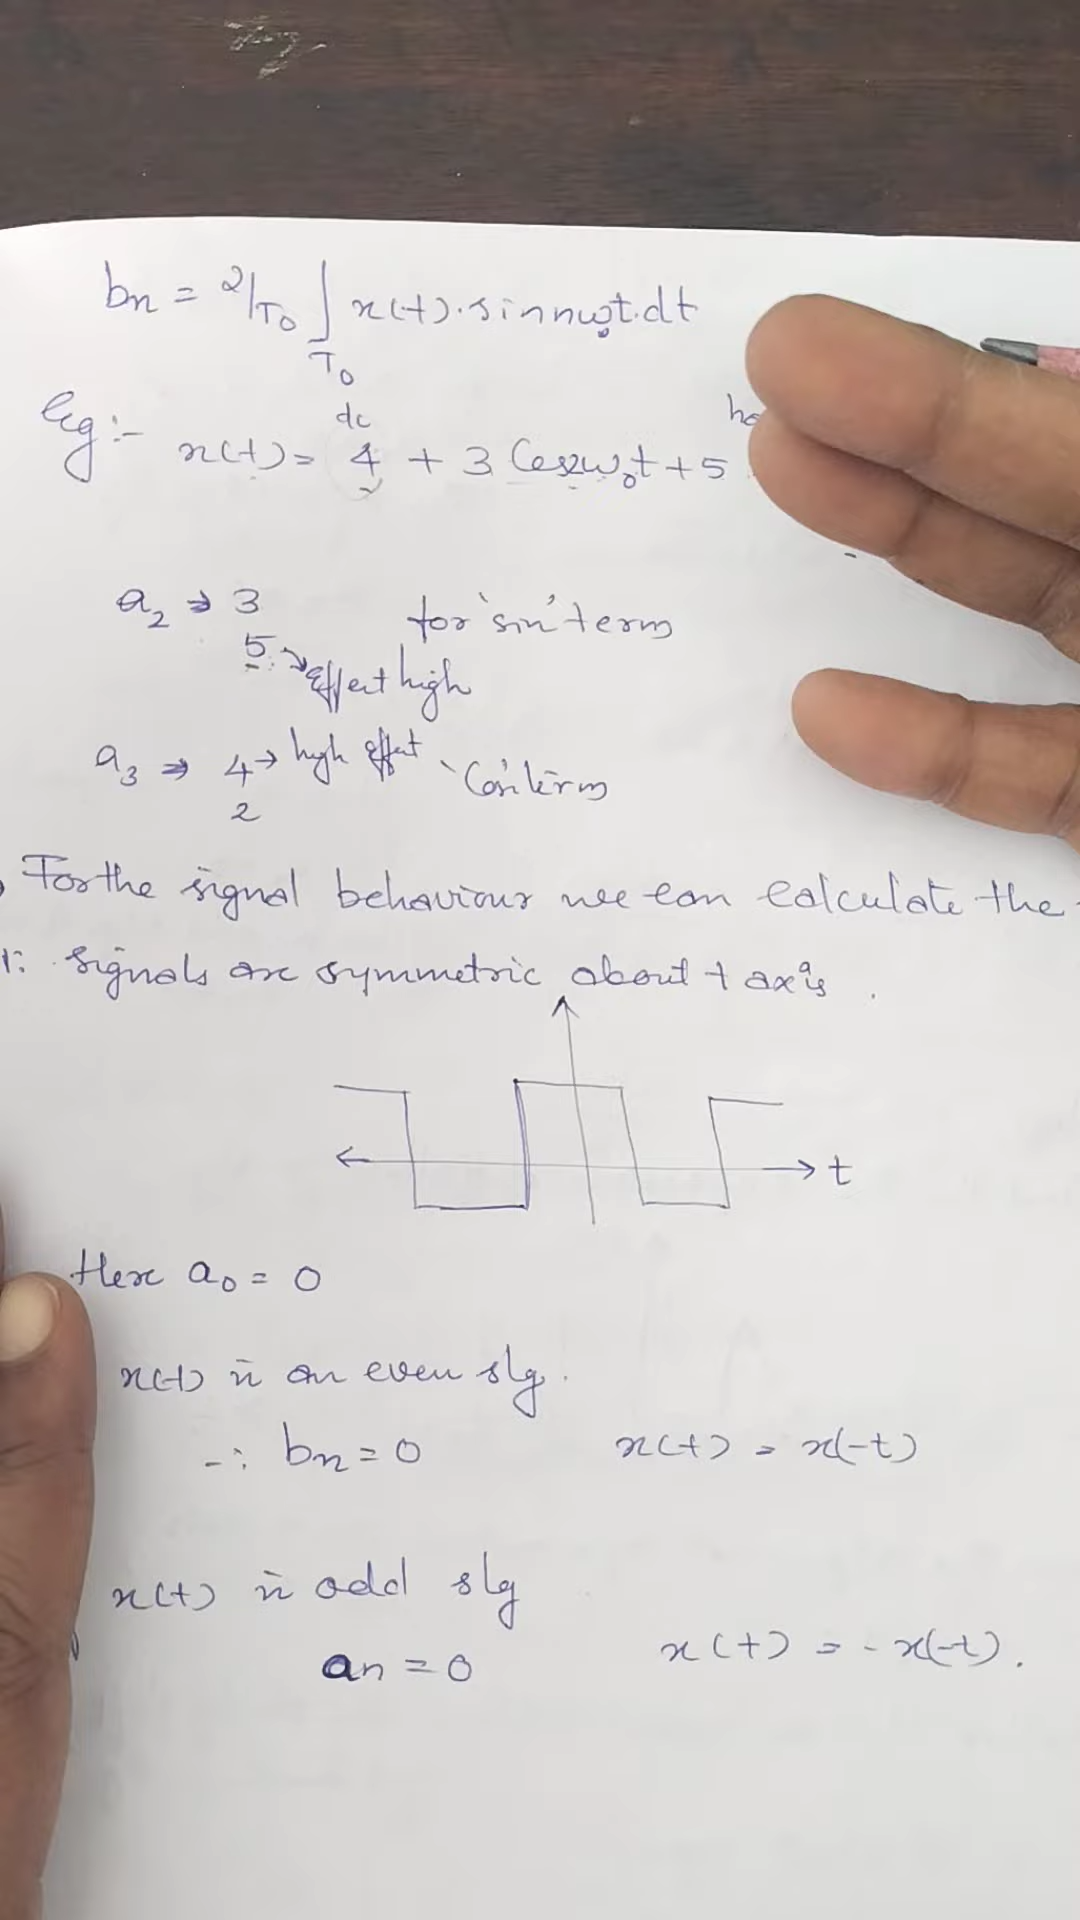 bn = 2/T0 ∫T0 x(t).sin nω0t.dt
dc
Eg:- x(t) = 4 + 3 Cos2ω0t + 5
a2 ⇒ 3
for 'sin' term
5 → Effect high
a3 ⇒ 4 → high effect 'Cos' term
2
For the signal behaviour we can calculate the
1: Signals are symmetric about t axis.
t
Here a0 = 0
x(t) is an even slg.
∴ bn = 0 x(t) = x(-t)
x(t) is odd slg
an = 0 x(t) = -x(-t).